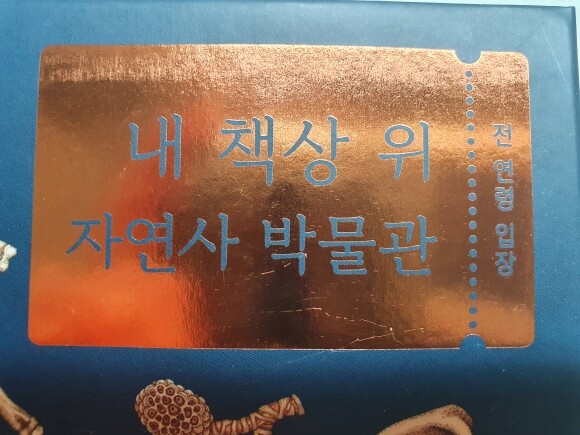 내 책상 위
자연사 박물관
전 연령 입장